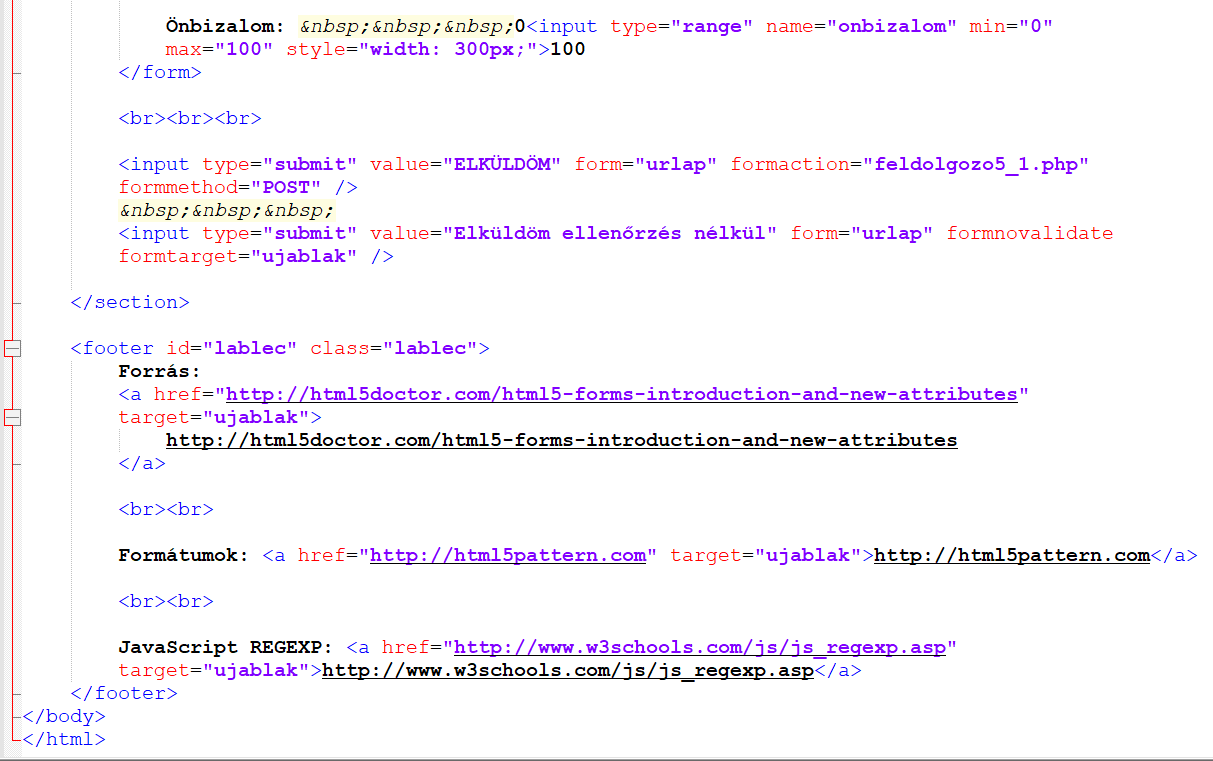 Önbizalom: &nbsp;&nbsp;&nbsp;0<input type="range" name="onbizalom" min="0"
max="100" style="width: 300px;">100
</form>
<br><br><br>
<input type="submit" value="ELKÜLDÖM" form="urlap" formaction="feldolgozo5_1.php"
formmethod="POST" />
&nbsp;&nbsp;&nbsp;
<input type="submit" value="Elküldöm ellenőrzés nélkül" form="urlap" formnovalidate
formtarget="ujablak" />
</section>
<footer id="lablec" class="lablec">
Forrás:
<a href="http://html5doctor.com/html5-forms-introduction-and-new-attributes"
target="ujablak">
http://html5doctor.com/html5-forms-introduction-and-new-attributes
</a>
<br><br>
Formátumok: <a href="http://html5pattern.com" target="ujablak">http://html5pattern.com</a>
<br><br>
JavaScript REGEXP: <a href="http://www.w3schools.com/js/js_regexp.asp"
target="ujablak">http://www.w3schools.com/js/js_regexp.asp</a>
</footer>
</body>
</html>